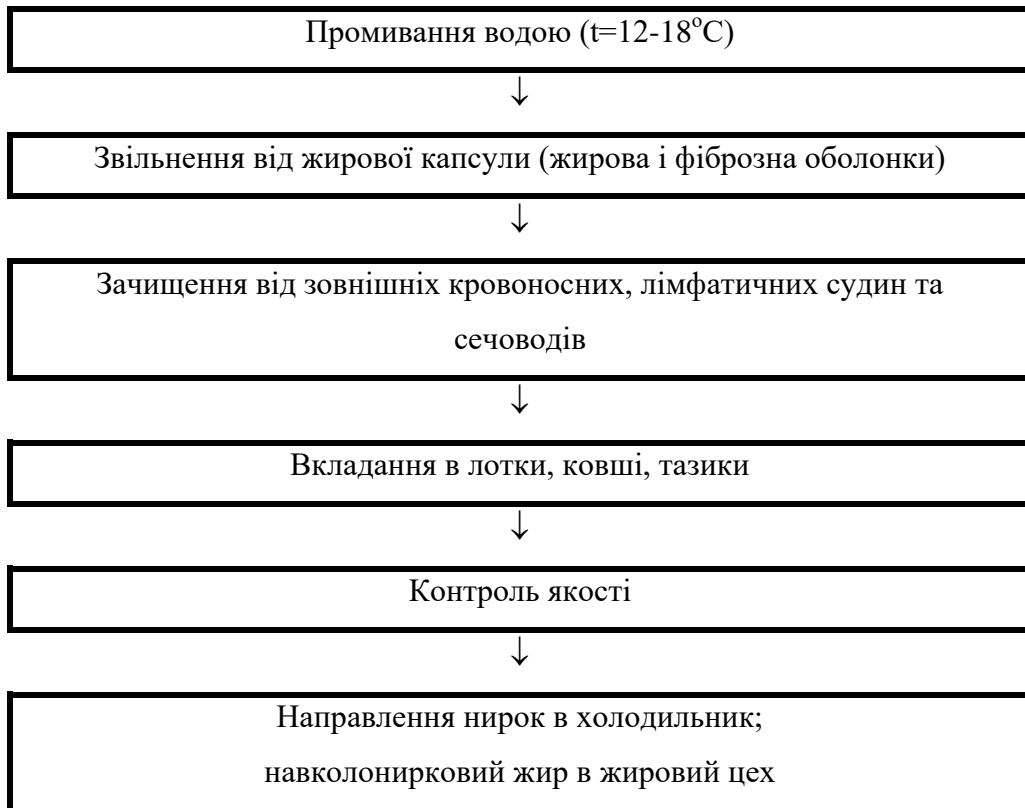 Промивання водою (t=12-18°С)
↓
Звільнення від жирової капсули (жирова і фіброзна оболонки)
↓
Зачищення від зовнішніх кровоносних, лімфатичних судин та
сечоводів
↓
Вкладання в лотки, ковші, тазики
↓
Контроль якості
↓
Направлення нирок в холодильник;
навколонирковий жир в жировий цех